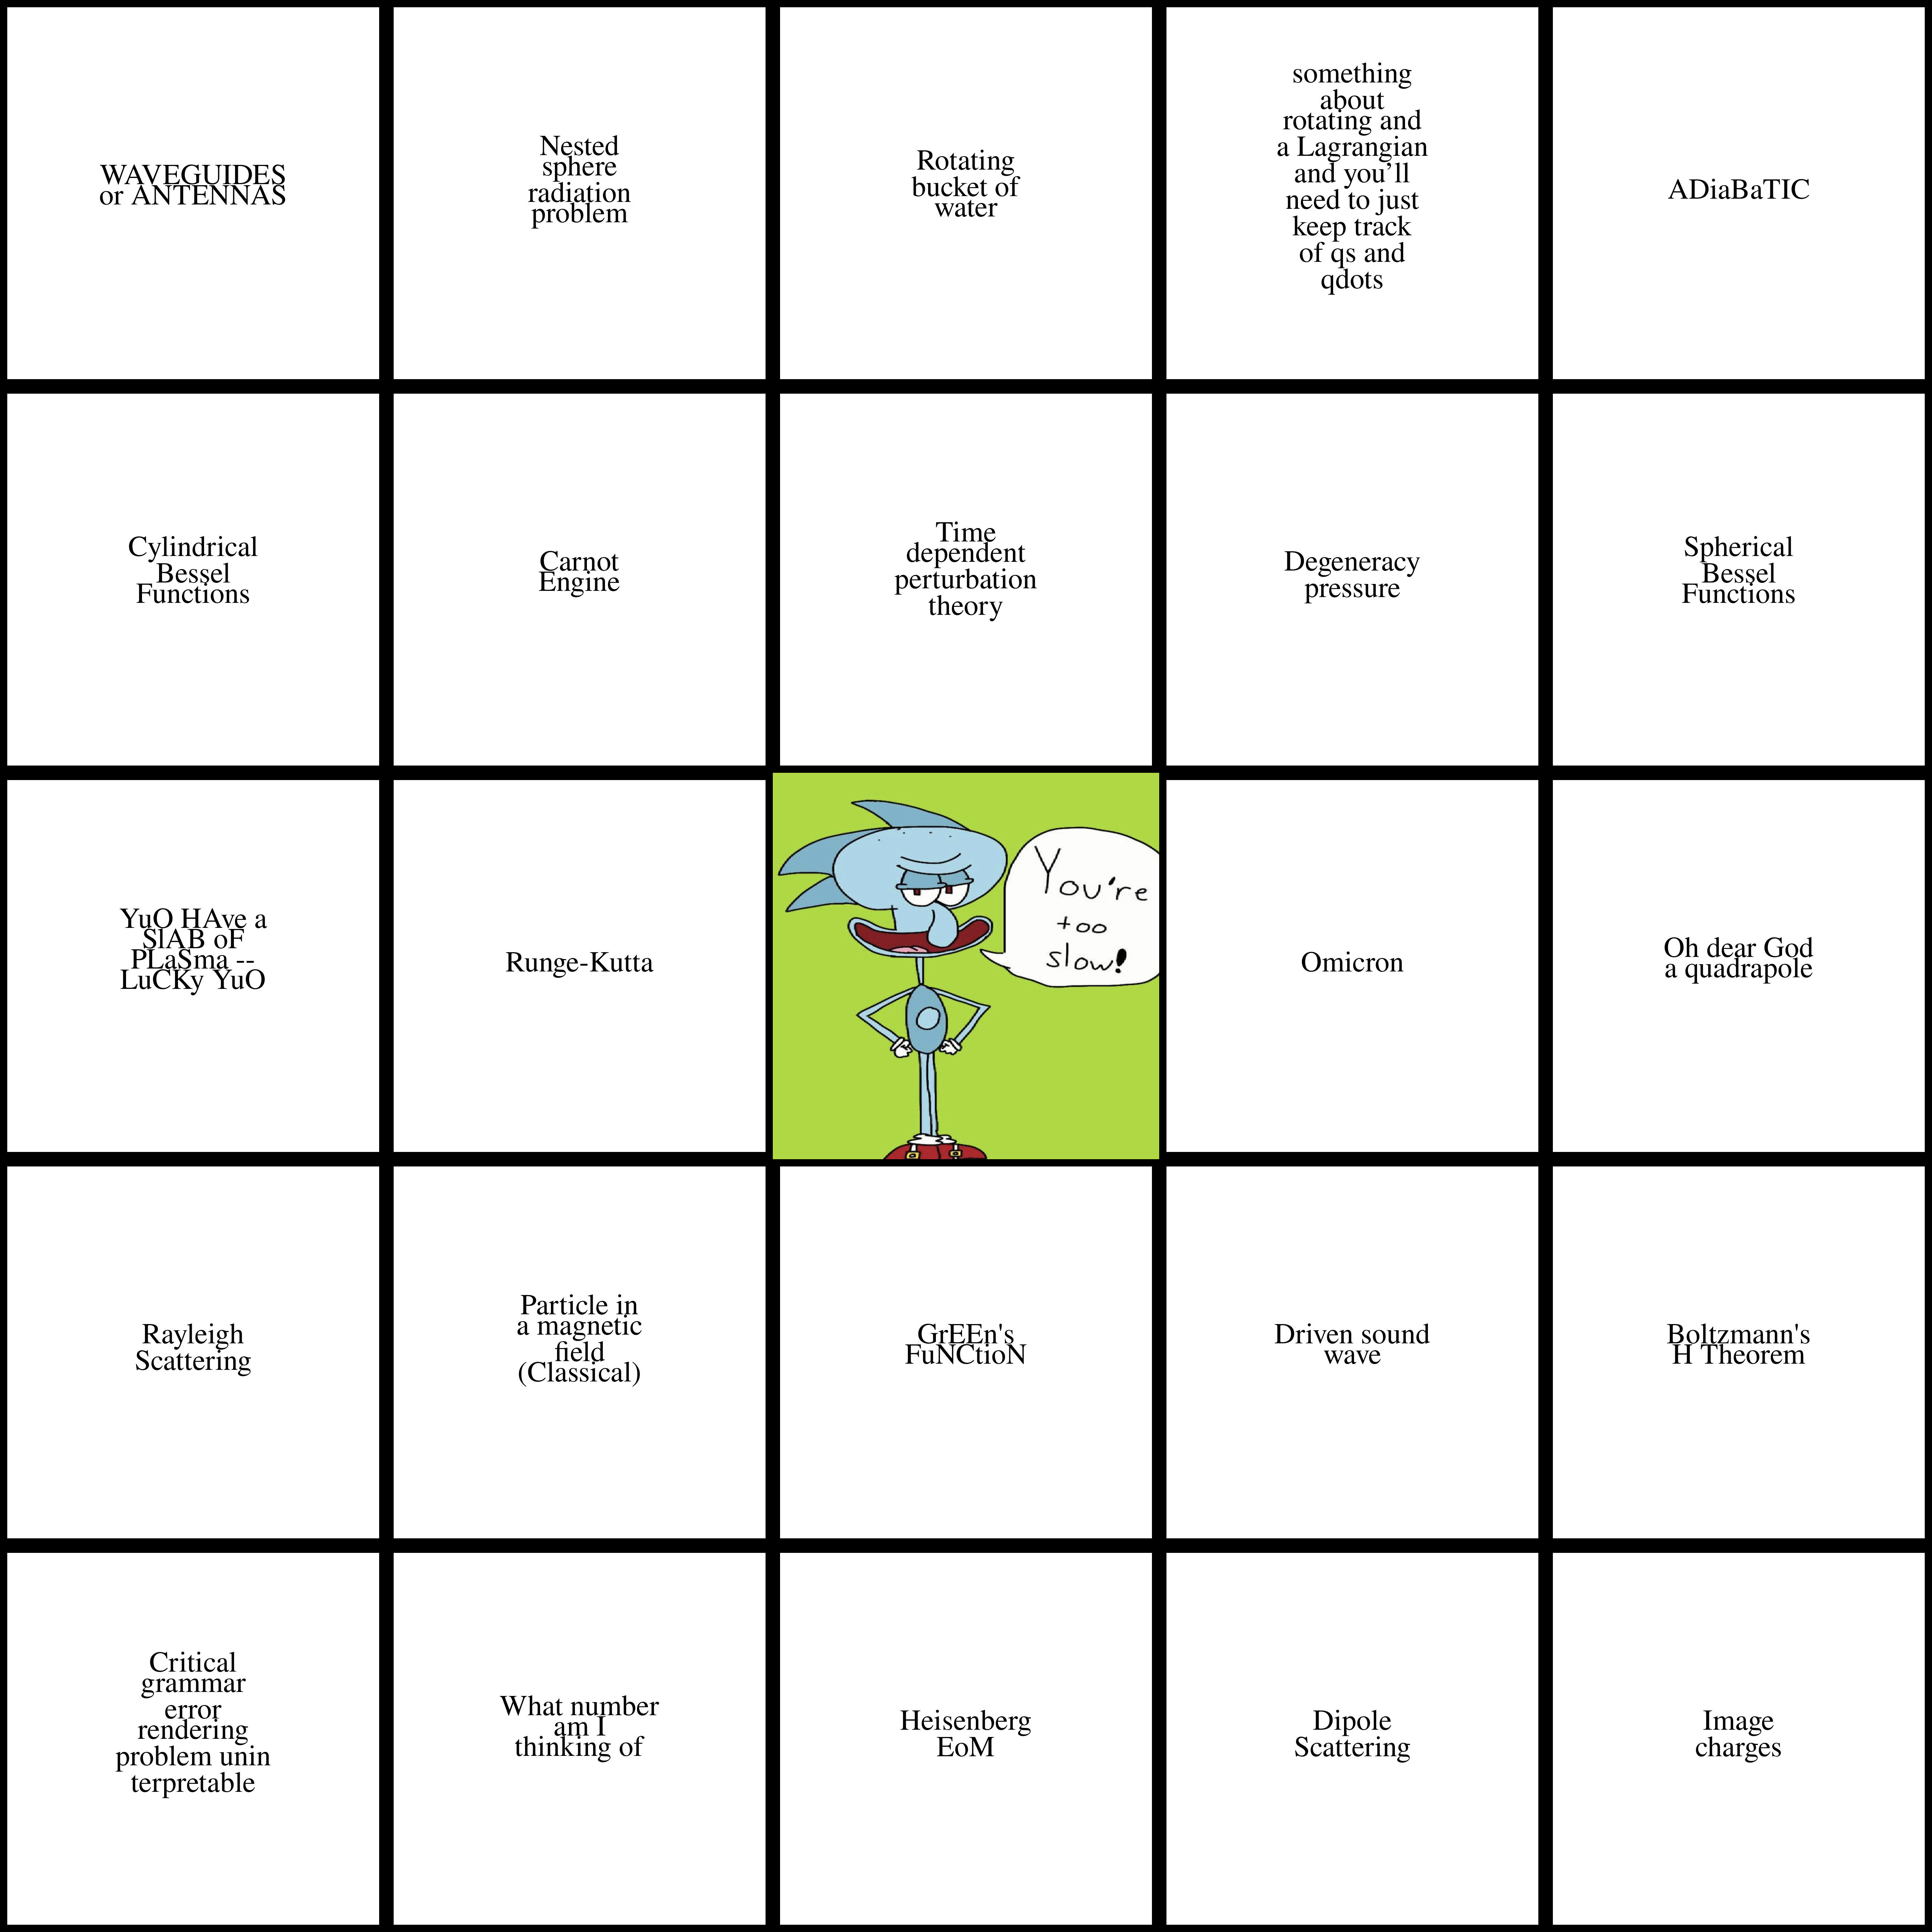 WAVEGUIDES
or ANTENNAS
Nested
sphere
radiation
problem
Rotating
bucket of
water
something
about
rotating and
a Lagrangian
and you’ll
need to just
keep track
of qs and
qdots
ADiaBaTIC
Cylindrical
Bessel
Functions
Carnot
Engine
Time
dependent
perturbation
theory
Degeneracy
pressure
Spherical
Bessel
Functions
YuO HAve a
SlAB oF
PLaSma --
LuCKy YuO
Runge-Kutta
You're
too
slow!
Omicron
Oh dear God
a quadrapole
Rayleigh
Scattering
Particle in
a magnetic
field
(Classical)
GrEEn's
FuNCtioN
Driven sound
wave
Boltzmann's
H Theorem
Critical
grammar
error
rendering
problem unin
terpretable
What number
am I
thinking of
Heisenberg
EoM
Dipole
Scattering
Image
charges